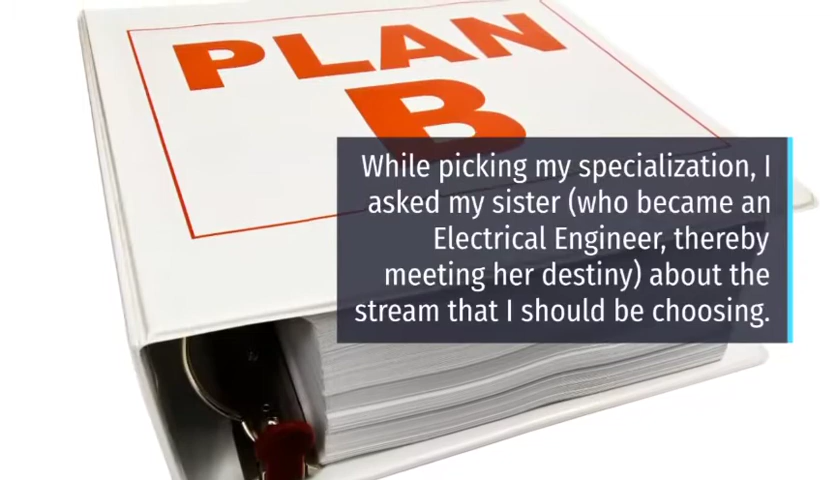 PLAN
B
While picking my specialization, I
asked my sister (who became an
Electrical Engineer, thereby
meeting her destiny) about the
stream that I should be choosing.